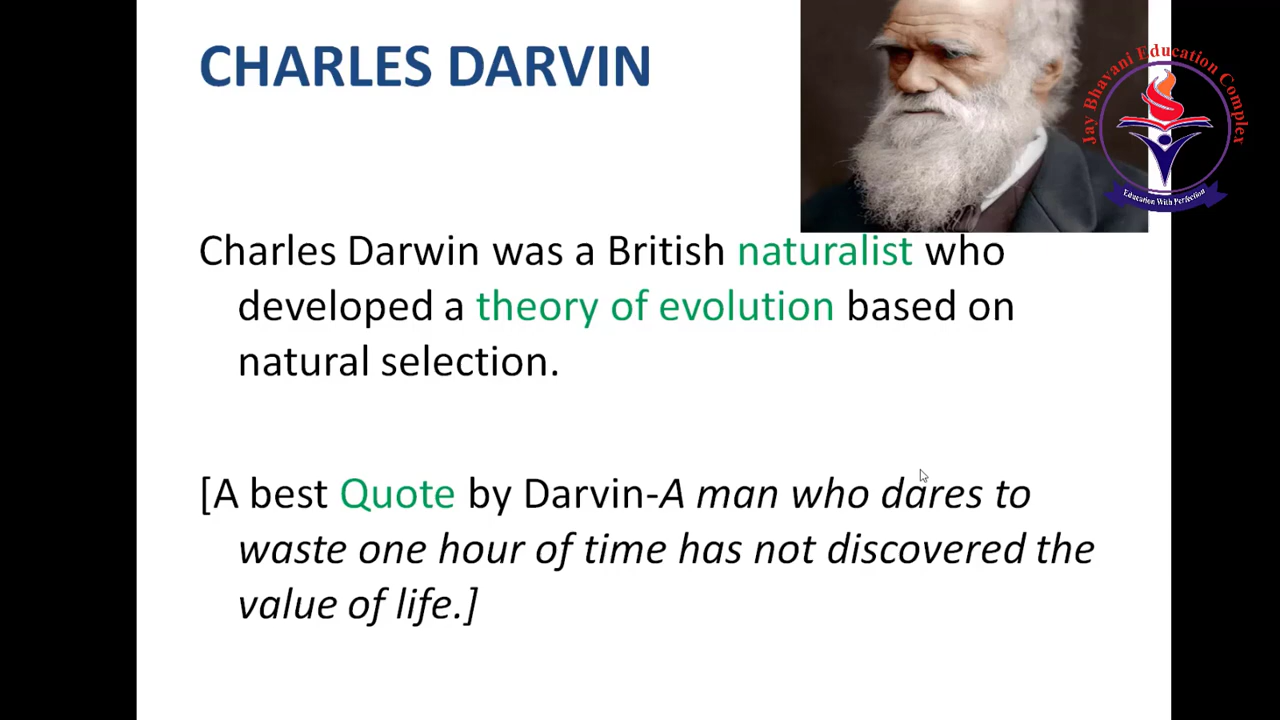 CHARLES DARVIN
Jay Bhavani Education Complex
Education With Perfection
Charles Darwin was a British naturalist who
developed a theory of evolution based on
natural selection.
[A best Quote by Darvin-A man who dares to
waste one hour of time has not discovered the
value of life.]